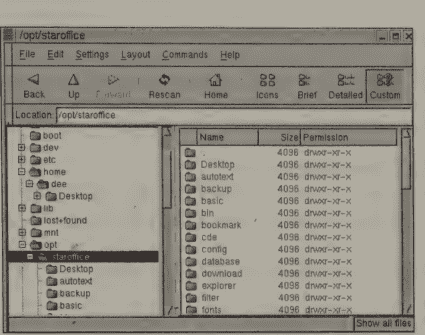 /opt/staroffice
File Edit Settings Layout Commands Help
Back Up Forward Rescan Home Icons Brief Detailed Custom
Location: /opt/staroffice
boot
dev
etc
home
dee
Desktop
lib
lost+found
mnt
opt
staroffice
Desktop
autotext
backup
basic
Name Size Permission
. 4096 drwxr-xr-x
Desktop 4096 drwxr-xr-x
autotext 4096 drwxr-xr-x
backup 4096 drwxr-xr-x
basic 4096 drwxr-xr-x
bin 4096 drwxr-xr-x
bookmark 4096 drwxr-xr-x
cde 4096 drwxr-xr-x
config 4096 drwxr-xr-x
database 4096 drwxr-xr-x
download 4096 drwxr-xr-x
explorer 4096 drwxr-xr-x
filter 4096 drwxr-xr-x
fonts 4096 drwxr-xr-x
Show all files